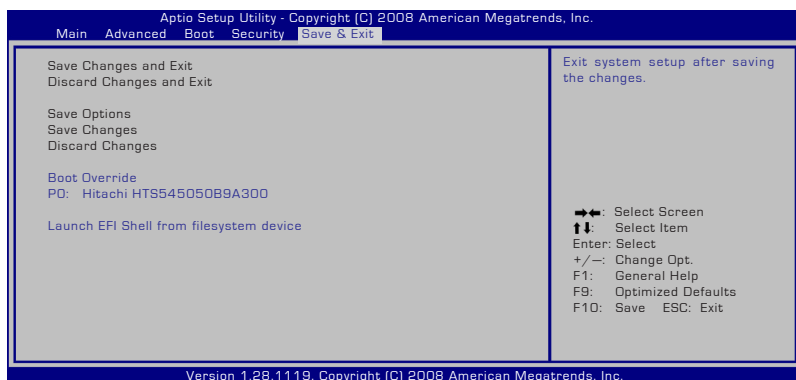 Aptio Setup Utility - Copyright (C) 2008 American Megatrends, Inc.
Main Advanced Boot Security Save & Exit
Save Changes and Exit
Discard Changes and Exit
Save Options
Save Changes
Discard Changes
Boot Override
P0: Hitachi HTS545050B9A300
Launch EFI Shell from filesystem device
Exit system setup after saving
the changes.
→←: Select Screen
↑↓: Select Item
Enter: Select
+/—: Change Opt.
F1: General Help
F9: Optimized Defaults
F10: Save ESC: Exit
Version 1.28.1119. Copyright (C) 2008 American Megatrends, Inc.